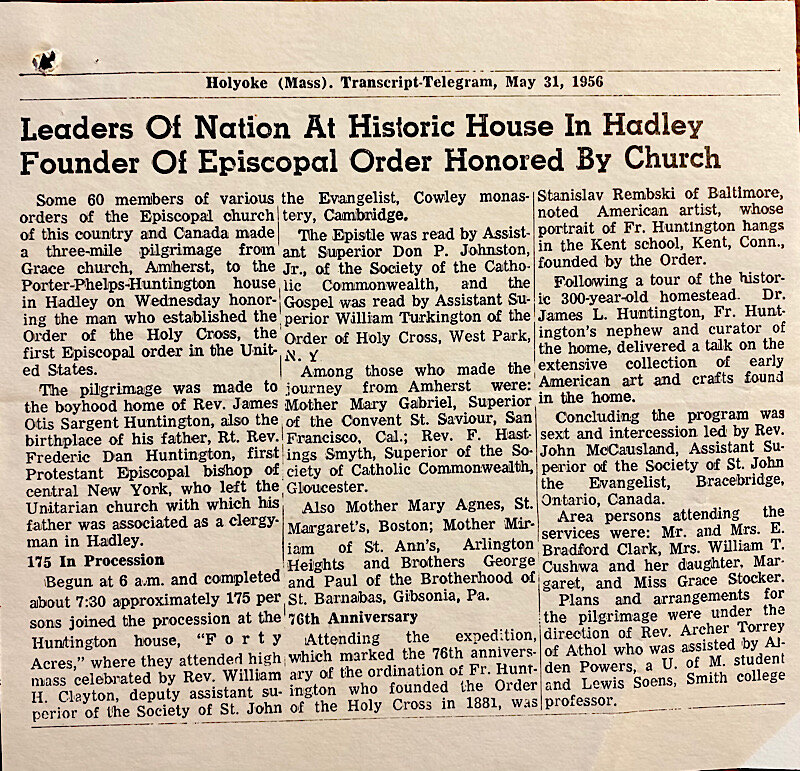 Holyoke (Mass). Transcript-Telegram, May 31, 1956
Leaders Of Nation At Historic House In Hadley
Founder Of Episcopal Order Honored By Church
Some 60 members of various
orders of the Episcopal church
of this country and Canada made
a three-mile pilgrimage from
Grace church, Amherst, to the
Porter-Phelps-Huntington house
in Hadley on Wednesday honor-
ing the man who established the
Order of the Holy Cross, the
first Episcopal order in the Unit-
ed States.
The pilgrimage was made to
the boyhood home of Rev. James
Otis Sargent Huntington, also the
birthplace of his father, Rt. Rev.
Frederic Dan Huntington, first
Protestant Episcopal bishop of
central New York, who left the
Unitarian church with which his
father was associated as a clergy-
man in Hadley.
175 In Procession
Begun at 6 a.m. and completed
about 7:30 approximately 175 per
sons joined the procession at the
Huntington house, "Forty
Acres," where they attended high
mass celebrated by Rev. William
H. Clayton, deputy assistant su-
perior of the Society of St. John
the Evangelist, Cowley monas-
tery, Cambridge.
The Epistle was read by Assist-
ant Superior Don P. Johnston,
Jr., of the Society of the Catho-
lic Commonwealth, and the
Gospel was read by Assistant Su-
perior William Turkington of the
Order of Holy Cross, West Park,
N. Y
Among those who made the
journey from Amherst were:
Mother Mary Gabriel, Superior
of the Convent St. Saviour, San
Francisco, Cal.; Rev. F. Hast-
ings Smyth, Superior of the So-
ciety of Catholic Commonwealth,
Gloucester.
Also Mother Mary Agnes, St.
Margaret's, Boston; Mother Mir-
iam of St. Ann's, Arlington
Heights and Brothers George
and Paul of the Brotherhood of
St. Barnabas, Gibsonia, Pa.
76th Anniversary
Attending the expedition,
which marked the 76th annivers-
ary of the ordination of Fr. Hunt-
ington who founded the Order
of the Holy Cross in 1881, was
Stanislav Rembski of Baltimore,
noted American artist, whose
portrait of Fr. Huntington hangs
in the Kent school, Kent, Conn.,
founded by the Order.
Following a tour of the histor-
ic 300-year-old homestead. Dr.
James L. Huntington, Fr. Hunt-
ington's nephew and curator of
the home, delivered a talk on the
extensive collection of early
American art and crafts found
in the home.
Concluding the program was
sext and intercession led by Rev.
John McCausland, Assistant Su-
perior of the Society of St. John
the Evangelist, Bracebridge,
Ontario, Canada.
Area persons attending the
services were: Mr. and Mrs. E.
Bradford Clark, Mrs. William T.
Cushwa and her daughter, Mar-
garet, and Miss Grace Stocker.
Plans and arrangements for
the pilgrimage were under the
direction of Rev. Archer Torrey
of Athol who was assisted by Al-
den Powers, a U. of M. student
and Lewis Soens, Smith college
professor.